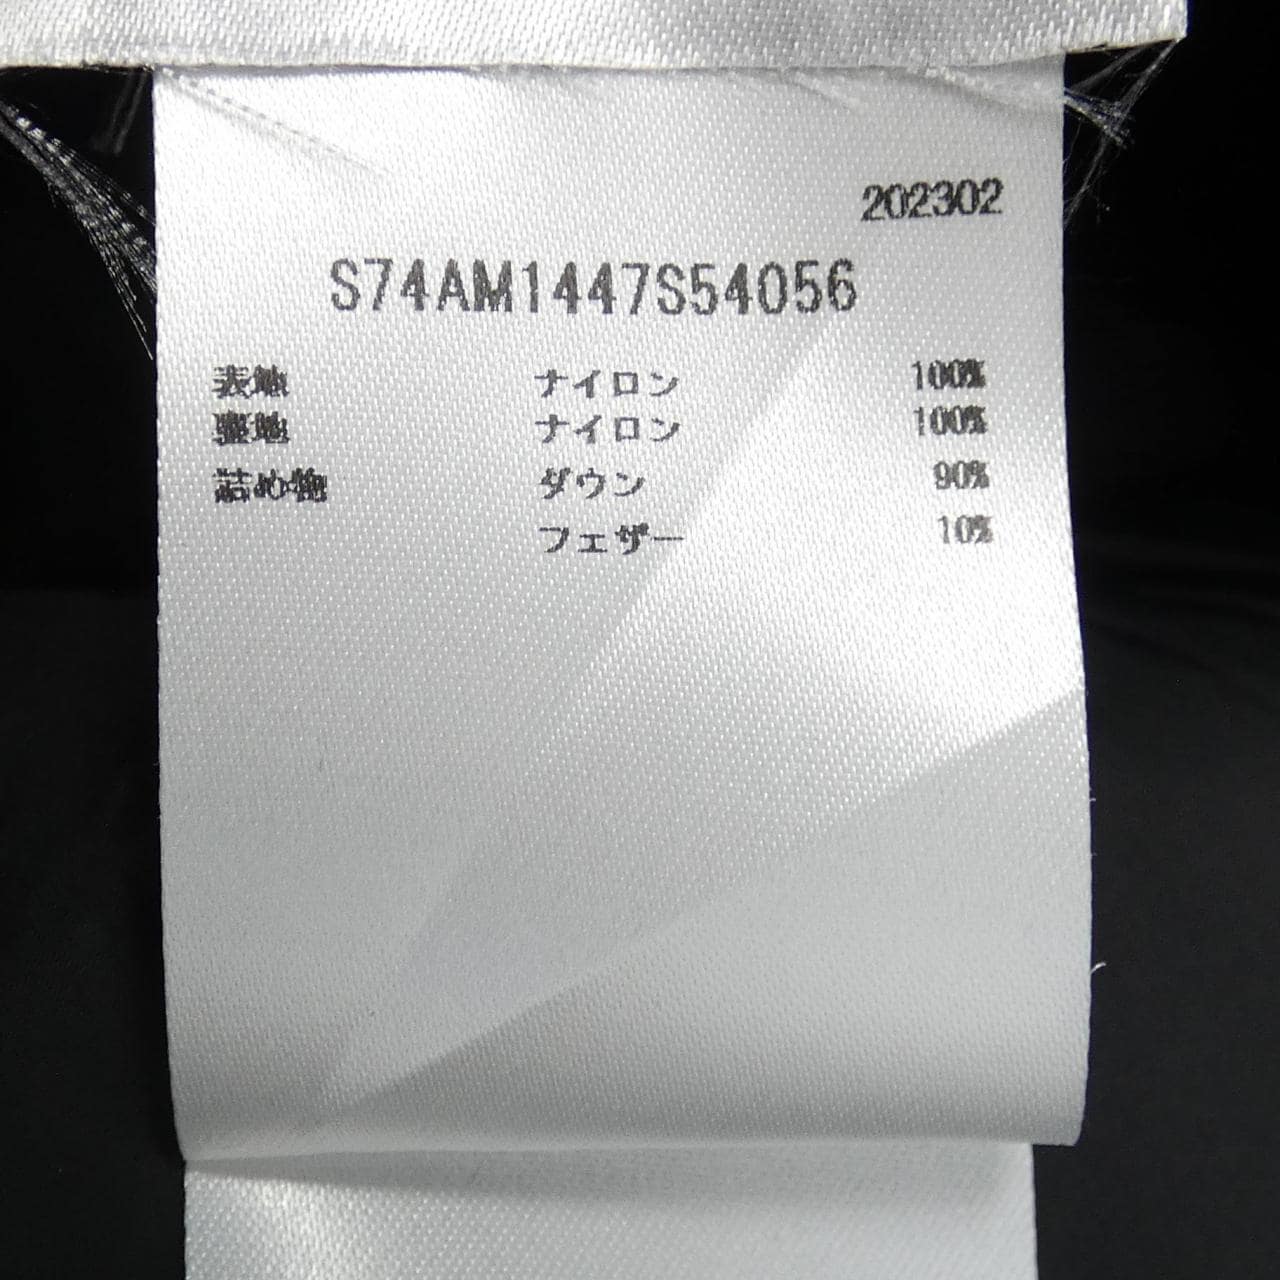 202302
S74AM1447S54056
表地 ナイロン 100%
裏地 ナイロン 100%
詰め物 ダウン 90%
フェザー 10%